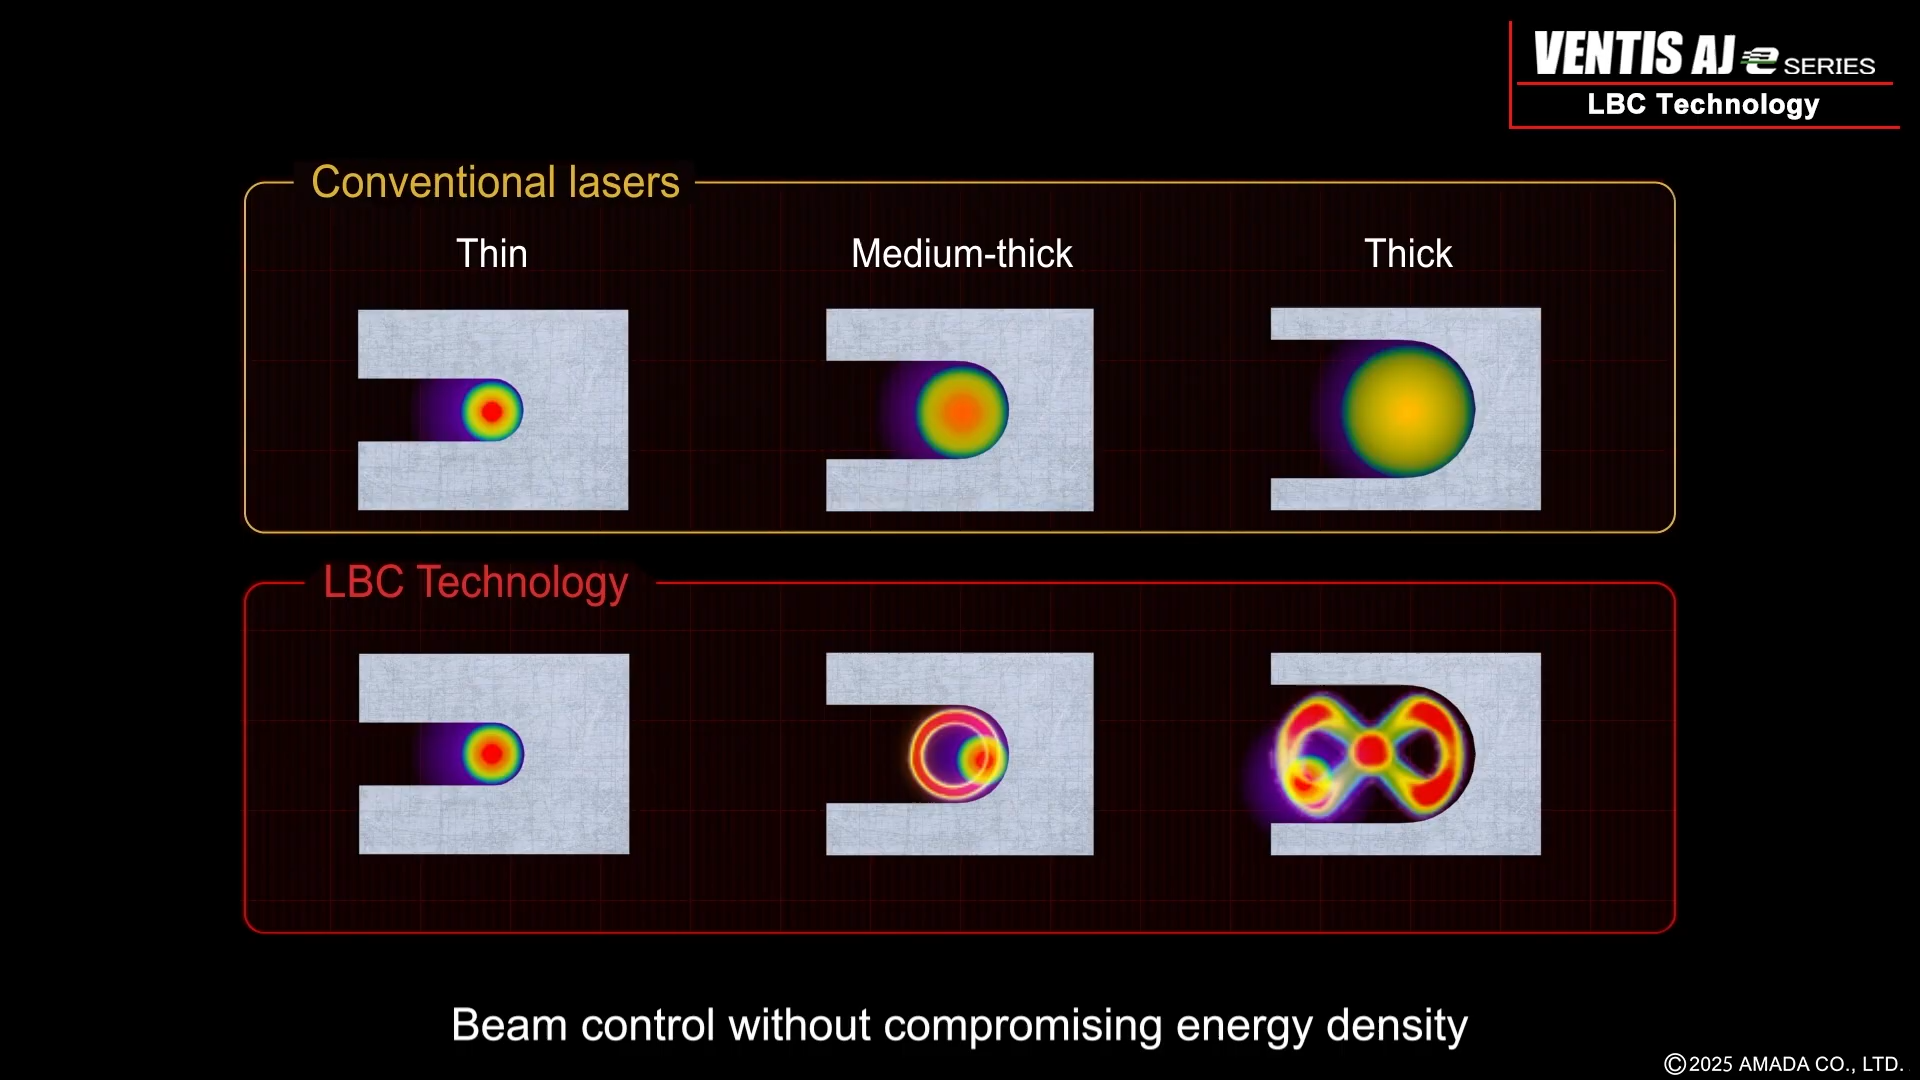 VENTIS AJ e SERIES
LBC Technology
Conventional lasers
Thin
Medium-thick
Thick
LBC Technology
Beam control without compromising energy density
©2025 AMADA CO., LTD.